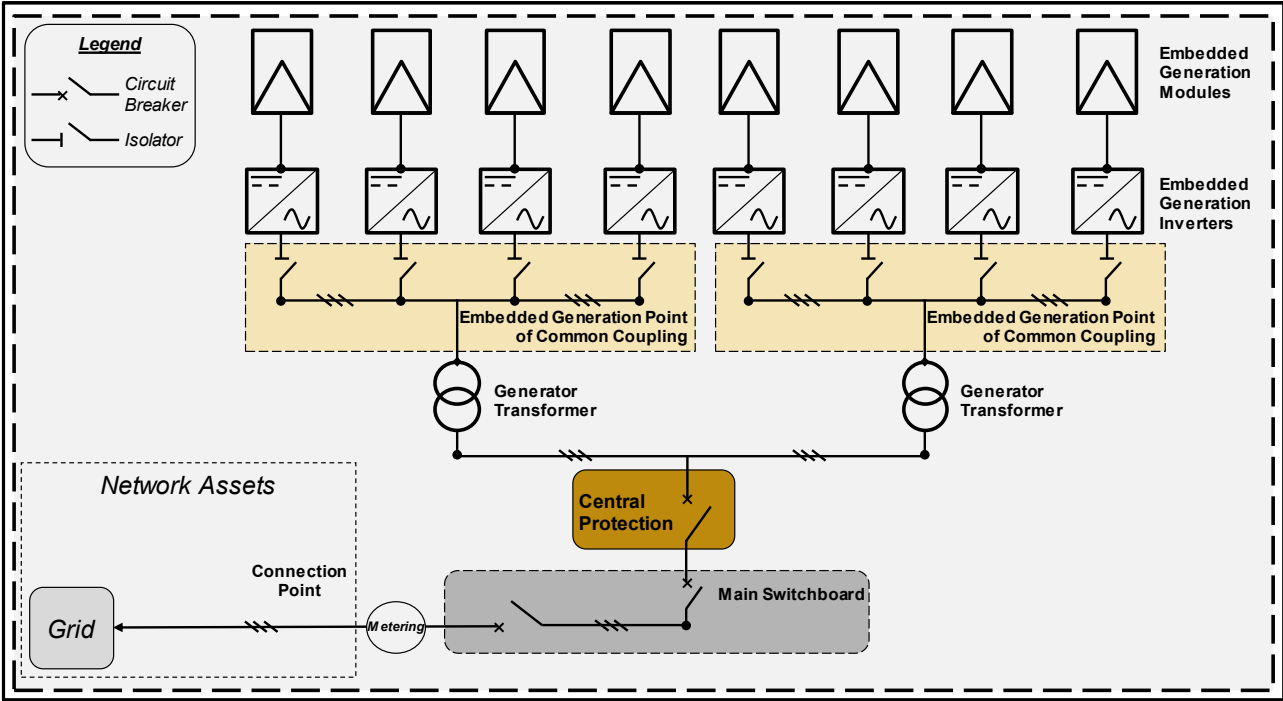 Legend
Circuit
Breaker
Isolator
Embedded
Generation
Modules
Embedded
Generation
Inverters
Embedded Generation Point
of Common Coupling
Embedded Generation Point
of Common Coupling
Generator
Transformer
Generator
Transformer
Network Assets
Central
Protection
Connection
Point
Main Switchboard
Grid
Metering